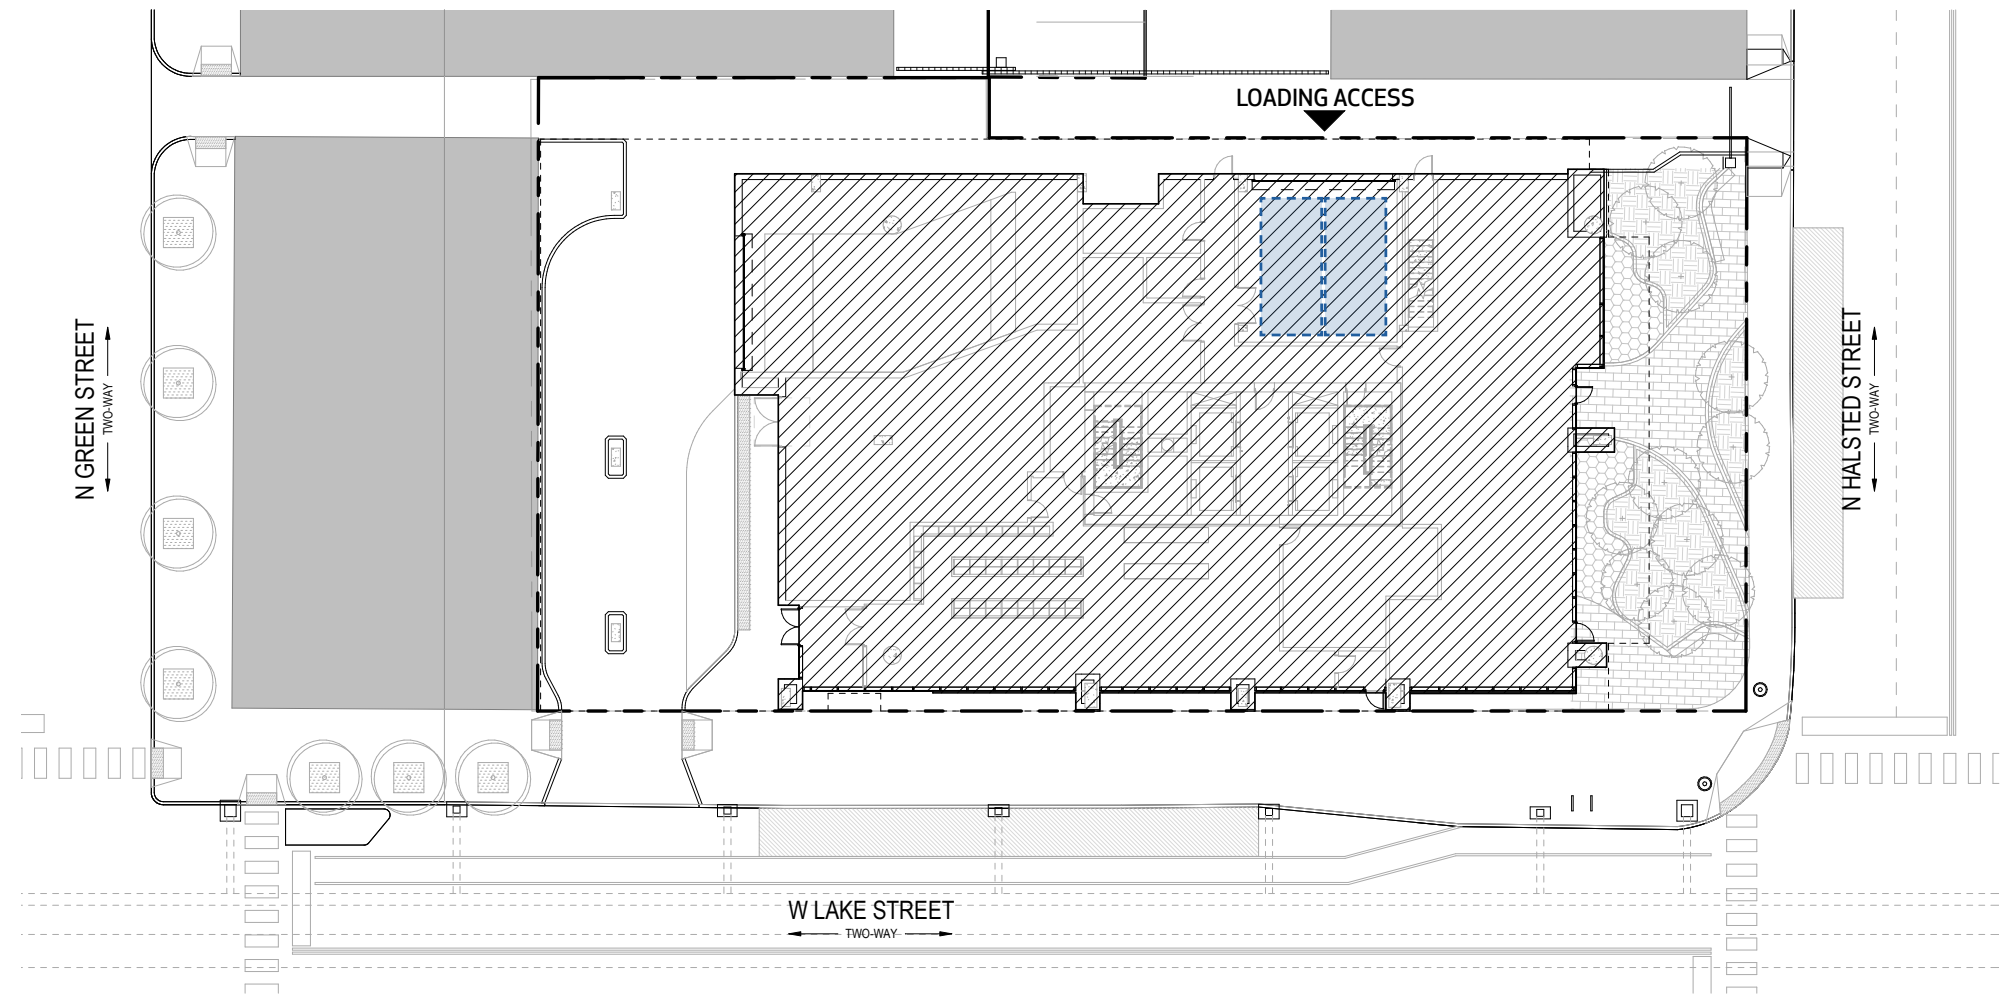 LOADING ACCESS
N GREEN STREET
TWO-WAY
N HALSTED STREET
TWO-WAY
W LAKE STREET
TWO-WAY